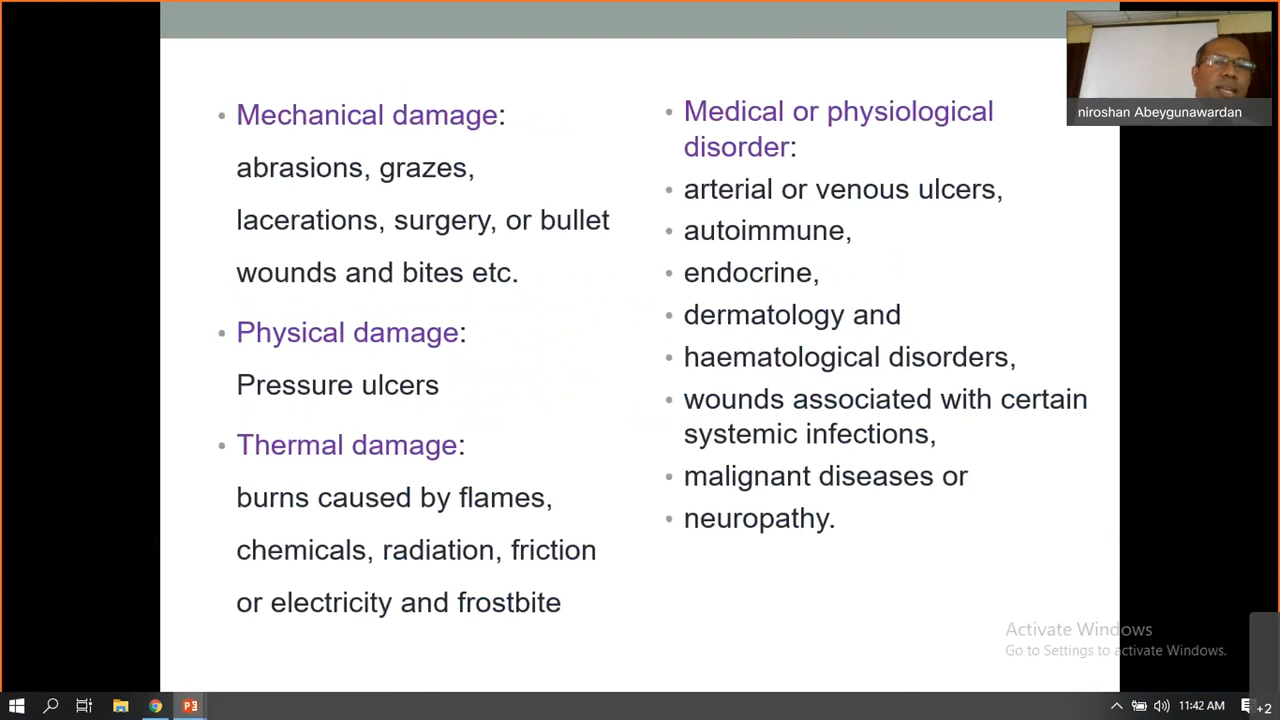 • Mechanical damage:
abrasions, grazes,
lacerations, surgery, or bullet
wounds and bites etc.
• Physical damage:
Pressure ulcers
• Thermal damage:
burns caused by flames,
chemicals, radiation, friction
or electricity and frostbite
• Medical or physiological
disorder:
• arterial or venous ulcers,
• autoimmune,
• endocrine,
• dermatology and
• haematological disorders,
• wounds associated with certain
systemic infections,
• malignant diseases or
• neuropathy.
niroshan Abeygunawardan
Activate Windows
Go to Settings to activate Windows.
11:42 AM
+2